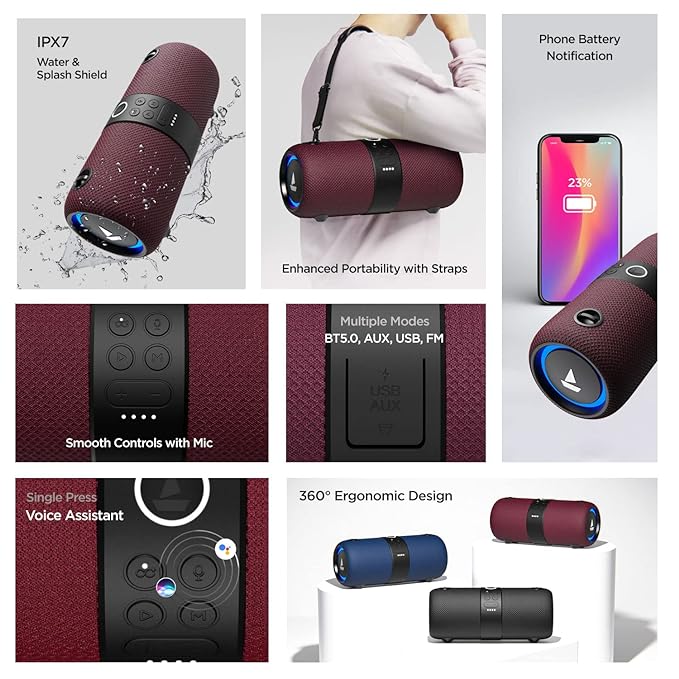 IPX7
Water &
Splash Shield
Enhanced Portability with Straps
Phone Battery
Notification
23%
Smooth Controls with Mic
M
Multiple Modes
BT5.0, AUX, USB, FM
USB
AUX
Single Press
Voice Assistant
M
360° Ergonomic Design